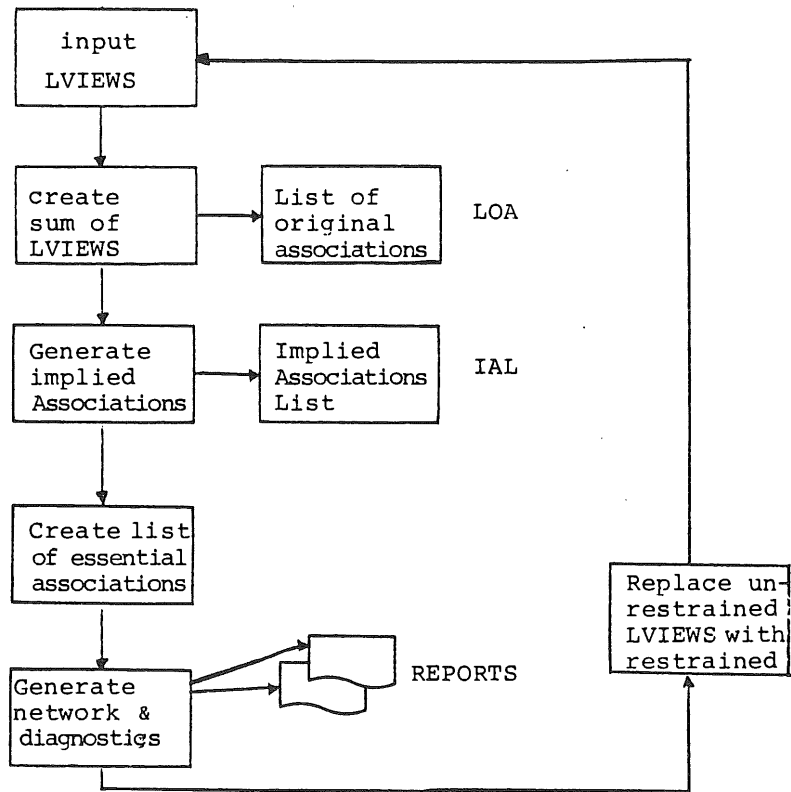 input
LVIEWS
create
sum of
LVIEWS
List of
original
associations
LOA
Generate
implied
Associations
Implied
Associations
List
IAL
Create list
of essential
associations
Replace un-
restrained
LVIEWS with
restrained
Generate
network &
diagnostics
REPORTS